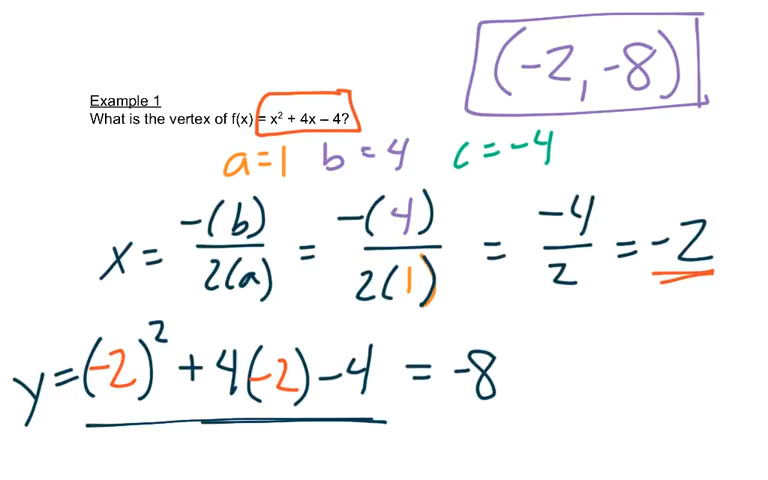 (-2, -8)
Example 1
What is the vertex of f(x) = x² + 4x – 4?
a = 1 b = 4 c = -4
x = -(b)/2(a) = -(4)/2(1) = -4/2 = -2
y = (-2)² + 4(-2) - 4 = -8